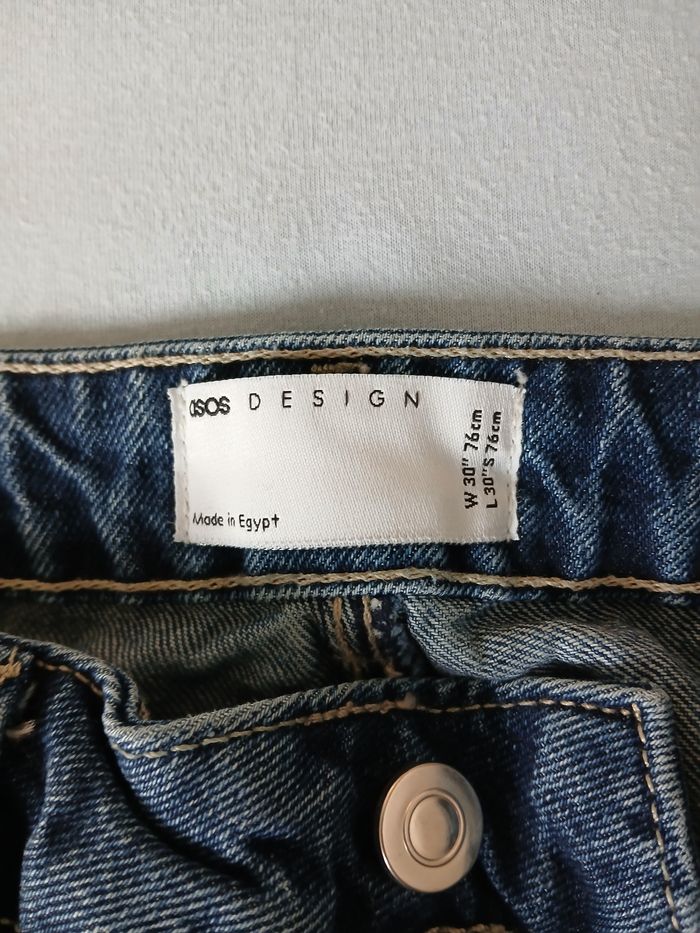 asos DESIGN
Made in Egypt
W 30" 76cm
L 30"S 76cm